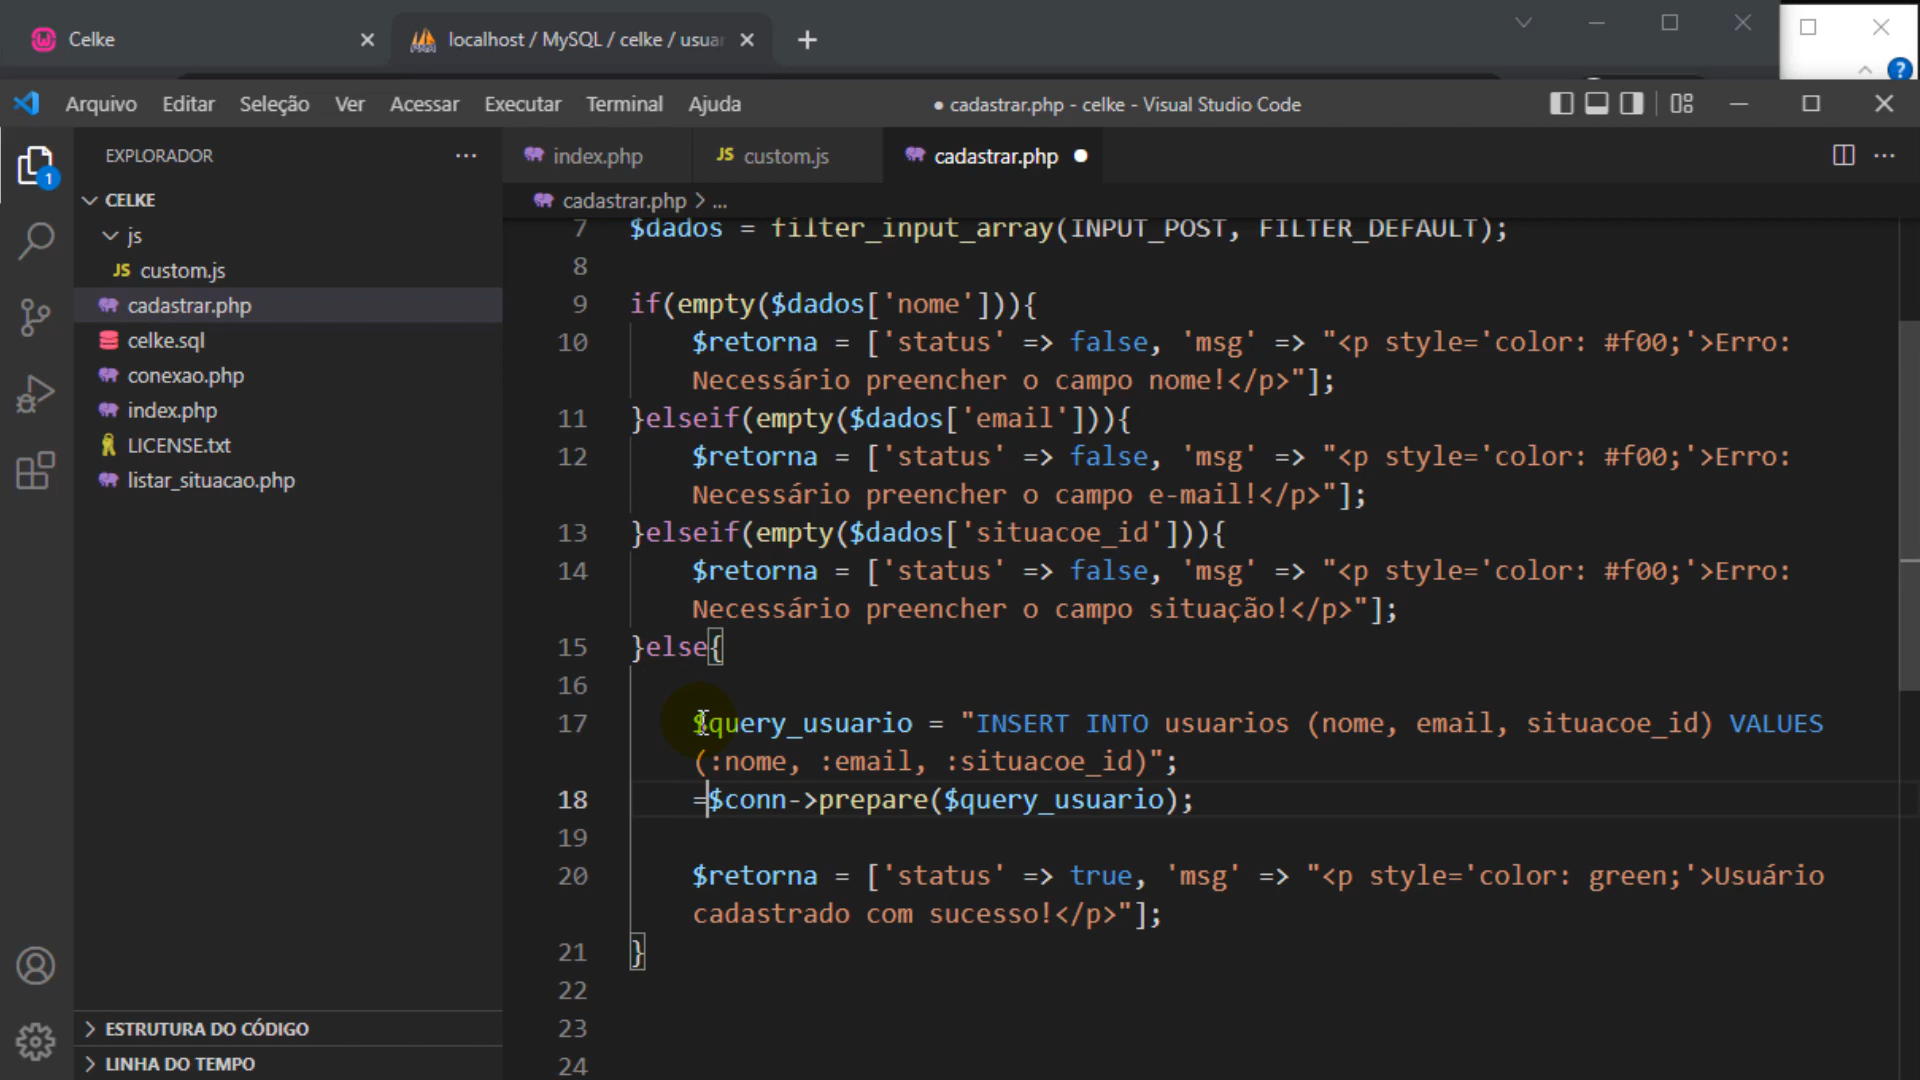 Celke
localhost / MySQL / celke / usuar
Arquivo Editar Seleção Ver Acessar Executar Terminal Ajuda
● cadastrar.php - celke - Visual Studio Code
EXPLORADOR
1
CELKE
js
JS custom.js
cadastrar.php
celke.sql
conexao.php
index.php
LICENSE.txt
listar_situacao.php
ESTRUTURA DO CÓDIGO
LINHA DO TEMPO
index.php
JS custom.js
cadastrar.php
cadastrar.php > ...
7 $dados = filter_input_array(INPUT_POST, FILTER_DEFAULT);
8
9 if(empty($dados['nome'])){
10 $retorna = ['status' => false, 'msg' => "<p style='color: #f00;'>Erro:
Necessário preencher o campo nome!</p>"];
11 }elseif(empty($dados['email'])){
12 $retorna = ['status' => false, 'msg' => "<p style='color: #f00;'>Erro:
Necessário preencher o campo e-mail!</p>"];
13 }elseif(empty($dados['situacoe_id'])){
14 $retorna = ['status' => false, 'msg' => "<p style='color: #f00;'>Erro:
Necessário preencher o campo situação!</p>"];
15 }else{
16
17 $query_usuario = "INSERT INTO usuarios (nome, email, situacoe_id) VALUES
(:nome, :email, :situacoe_id)";
18 =$conn->prepare($query_usuario);
19
20 $retorna = ['status' => true, 'msg' => "<p style='color: green;'>Usuário
cadastrado com sucesso!</p>"];
21 }
22
23
24